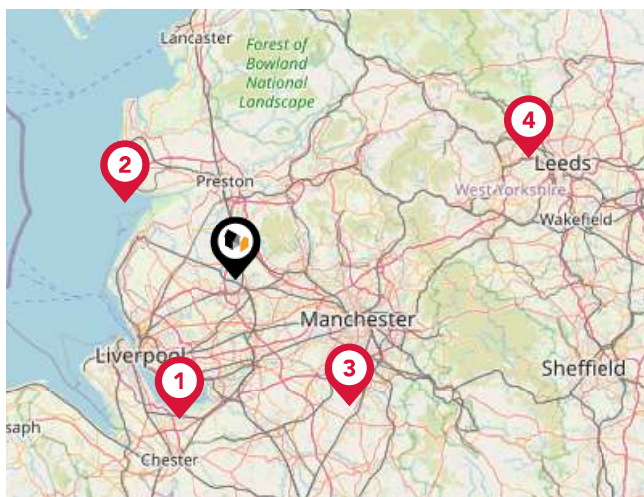 Lancaster
Forest of
Bowland
National
Landscape
4
2
Leeds
Preston
West Yorkshire
Wakefield
Manchester
Liverpool
3
1
Sheffield
saph
Chester